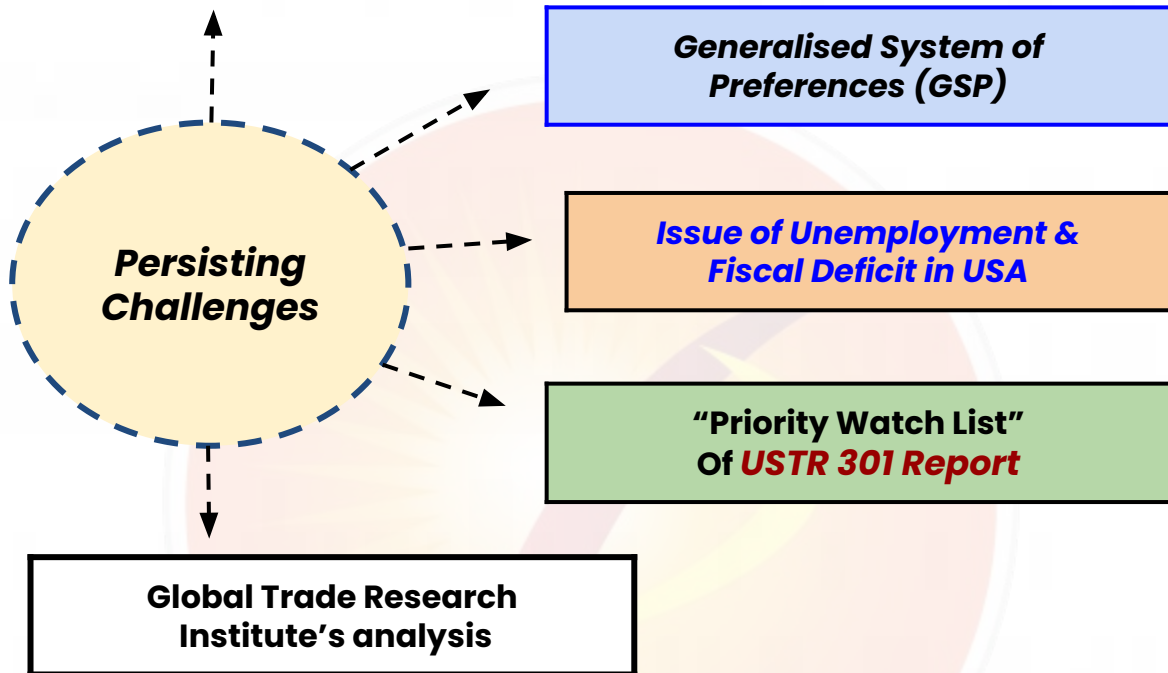 Generalised System of
Preferences (GSP)
Persisting
Challenges
Issue of Unemployment &
Fiscal Deficit in USA
“Priority Watch List”
Of USTR 301 Report
Global Trade Research
Institute’s analysis